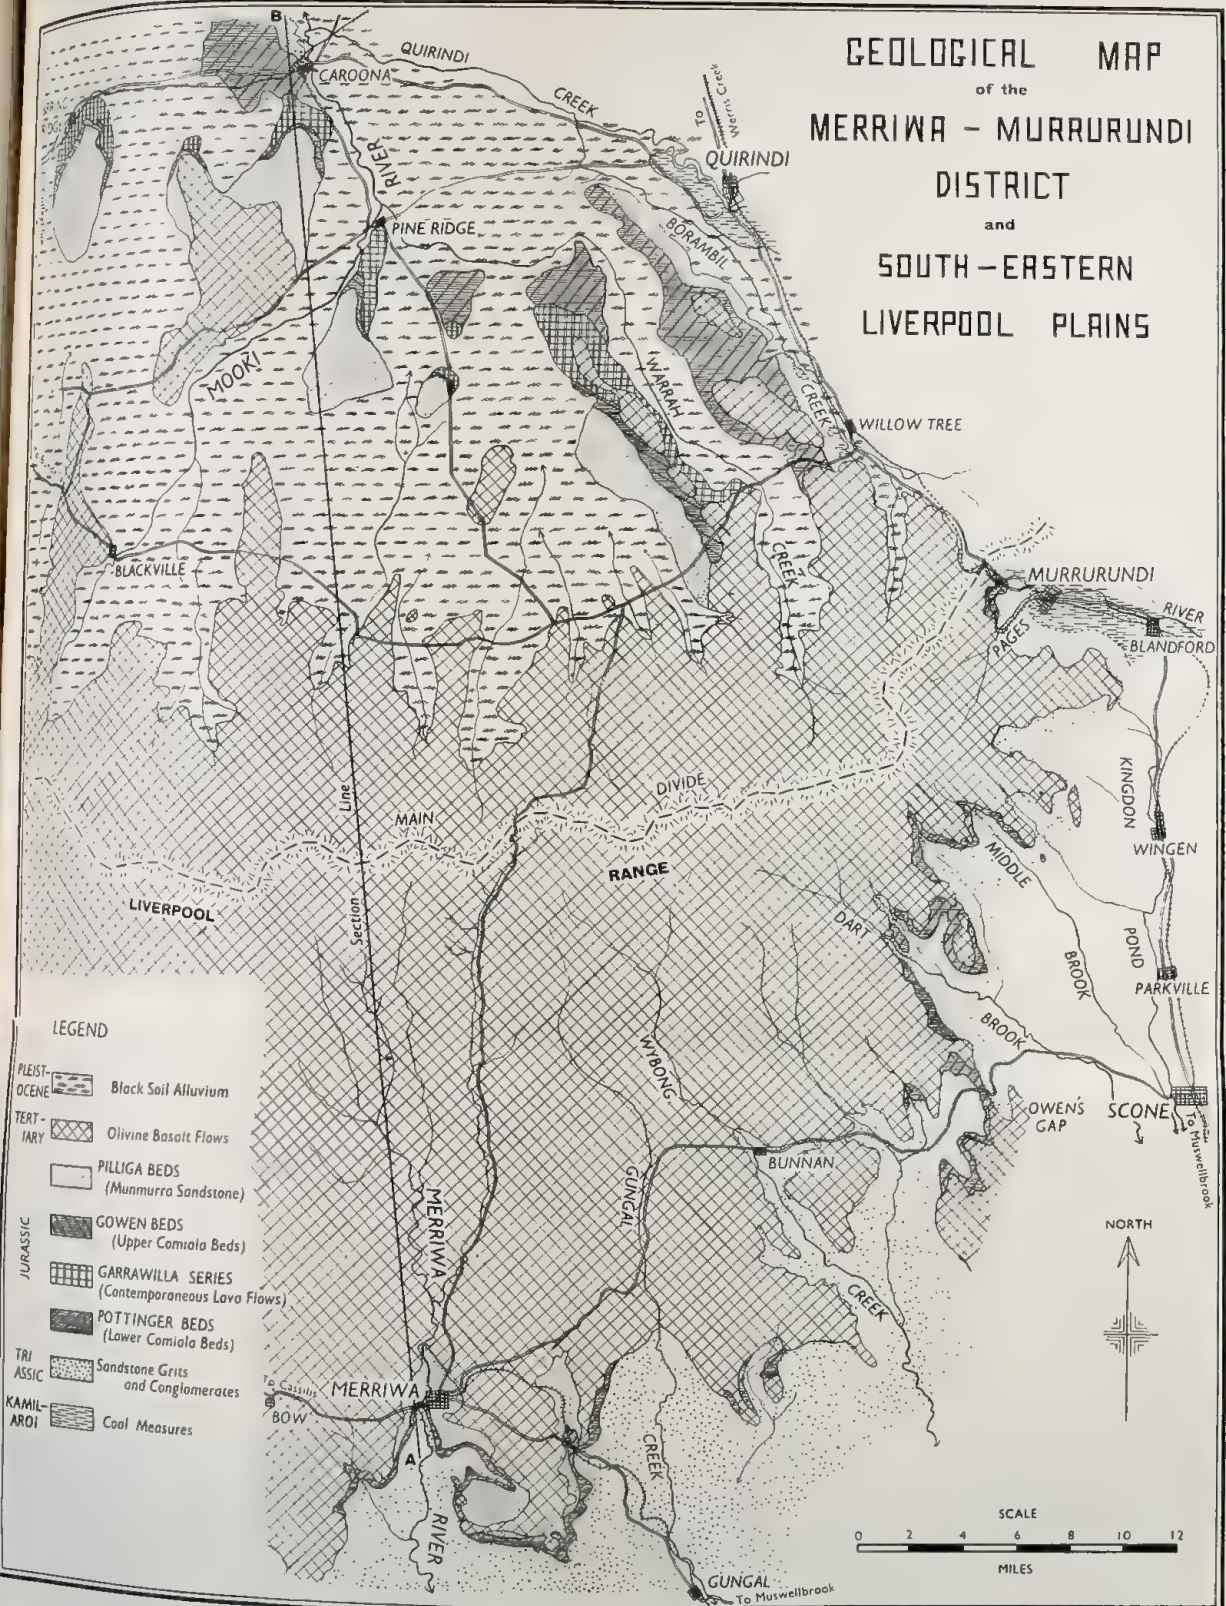 GEOLOGICAL MAP
of the
MERRIWA - MURRURUNDI
DISTRICT
and
SOUTH-EASTERN
LIVERPOOL PLAINS
B
QUIRINDI
CREEK
CAROONA
To Werris Creek
QUIRINDI
SPRING
RIDGE
RIVER
PINE RIDGE
BORAMBIL
CREEK
MOOKI
WARRAH
CREEK
WILLOW TREE
BLACKVILLE
MURRURUNDI
PAGES
RIVER
BLANDFORD
Line
Section
MAIN
DIVIDE
LIVERPOOL
RANGE
KINGDON
POND
WINGEN
MIDDLE
BROOK
DART
BROOK
PARKVILLE
WYBONG
CREEK
OWEN'S
GAP
SCONE
To Muswellbrook
BUNNAN
GUNGAL
CREEK
MERRIWA
RIVER
MERRIWA
To Cassilis
BOW
A
GUNGAL
To Muswellbrook
LEGEND
PLEIST-
OCENE
Black Soil Alluvium
TERT-
IARY
Olivine Basalt Flows
JURASSIC
PILLIGA BEDS
(Munmurra Sandstone)
GOWEN BEDS
(Upper Comiala Beds)
GARRAWILLA SERIES
(Contemporaneous Lava Flows)
POTTINGER BEDS
(Lower Comiala Beds)
TRI
ASSIC
Sandstone Grits
and Conglomerates
KAMIL-
AROI
Coal Measures
NORTH
SCALE
0 2 4 6 8 10 12
MILES